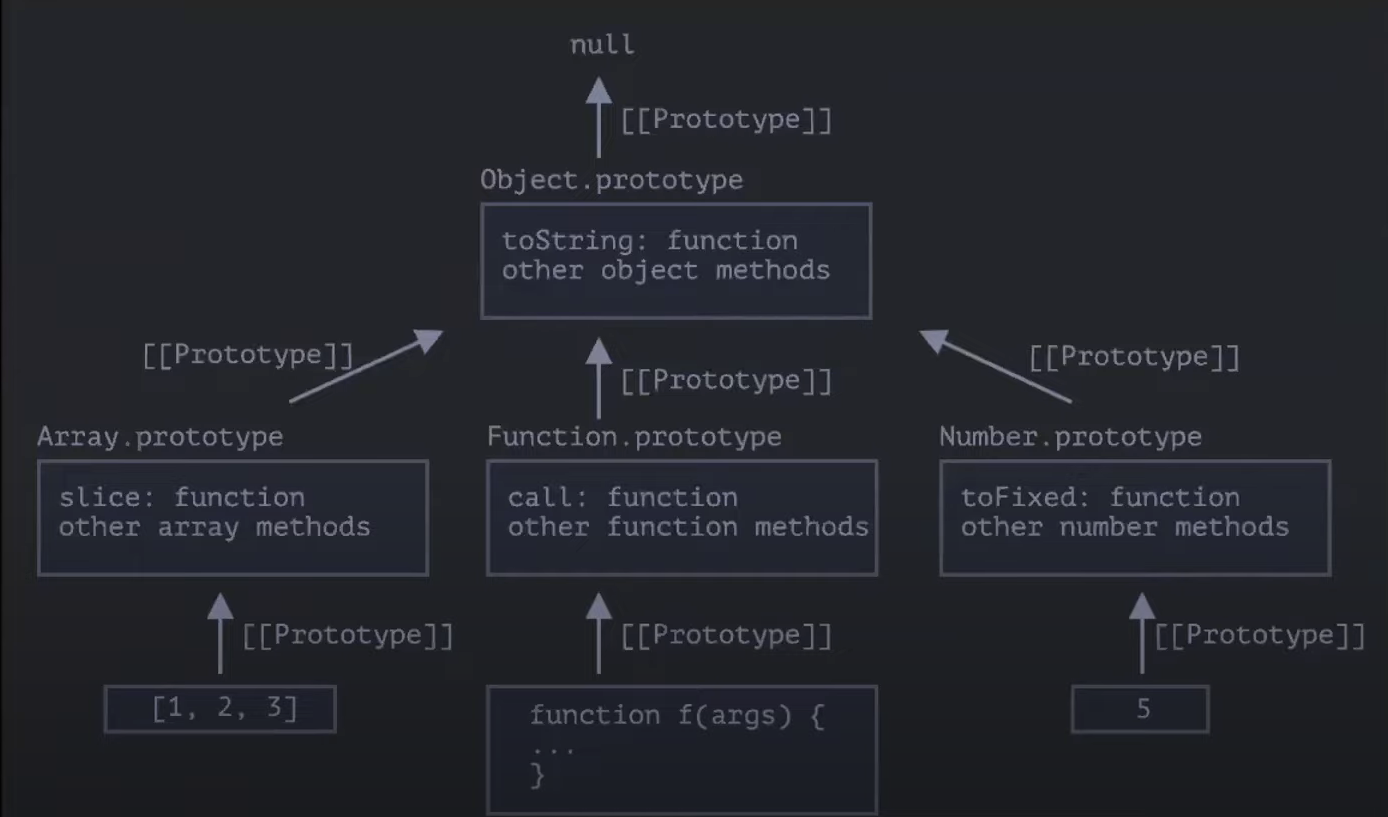 null
[[Prototype]]
Object.prototype
toString: function
other object methods
[[Prototype]]
[[Prototype]]
[[Prototype]]
Array.prototype
slice: function
other array methods
Function.prototype
call: function
other function methods
Number.prototype
toFixed: function
other number methods
[[Prototype]]
[[Prototype]]
[[Prototype]]
[1, 2, 3]
function f(args) {
...
}
5